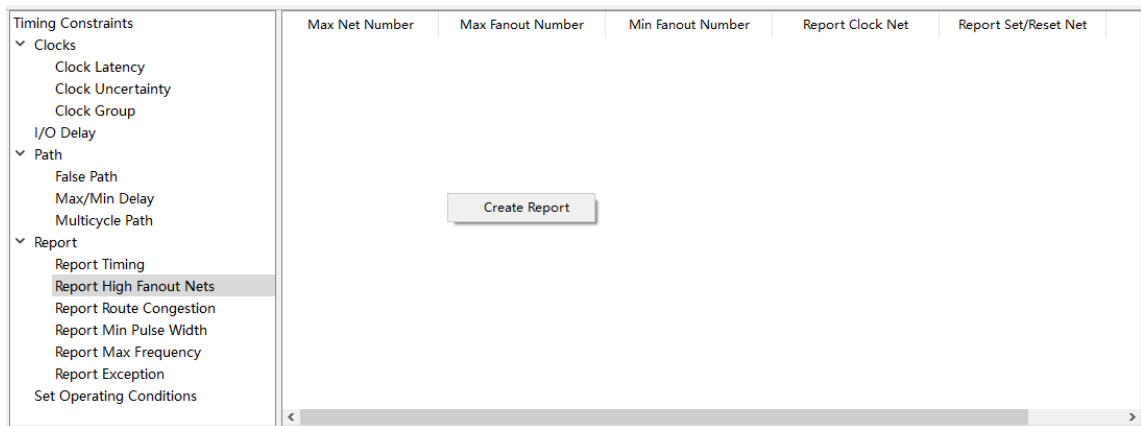 Timing Constraints
Clocks
Clock Latency
Clock Uncertainty
Clock Group
I/O Delay
Path
False Path
Max/Min Delay
Multicycle Path
Report
Report Timing
Report High Fanout Nets
Report Route Congestion
Report Min Pulse Width
Report Max Frequency
Report Exception
Set Operating Conditions
Max Net Number Max Fanout Number Min Fanout Number Report Clock Net Report Set/Reset Net
Create Report